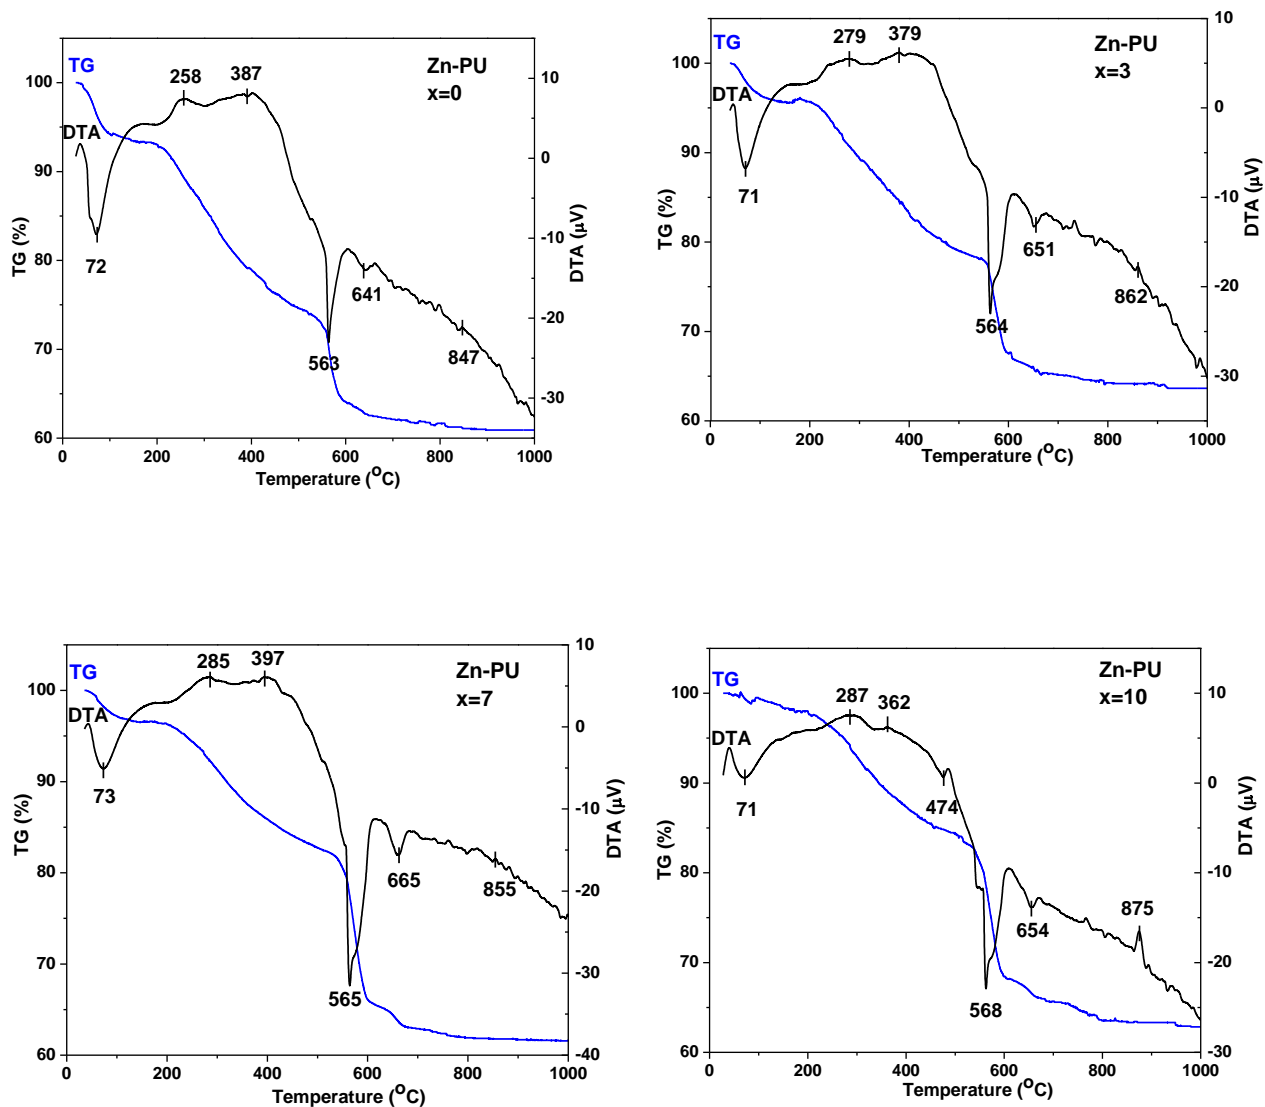 TG
258
387
Zn-PU
x=0
DTA
72
563
641
847
100
90
80
70
60
10
0
-10
-20
-30
TG (%)
DTA (µV)
0 200 400 600 800 1000
Temperature (°C)
TG
279
379
Zn-PU
x=3
DTA
71
564
651
862
100
90
80
70
60
10
0
-10
-20
-30
TG (%)
DTA (µV)
0 200 400 600 800 1000
Temperature (°C)
TG
285
397
Zn-PU
x=7
DTA
73
565
665
855
100
90
80
70
60
10
0
-10
-20
-30
-40
TG (%)
DTA (µV)
0 200 400 600 800 1000
Temperature (°C)
TG
287
362
Zn-PU
x=10
DTA
71
474
568
654
875
100
90
80
70
60
10
0
-10
-20
-30
TG (%)
DTA (µV)
0 200 400 600 800 1000
Temperature (°C)